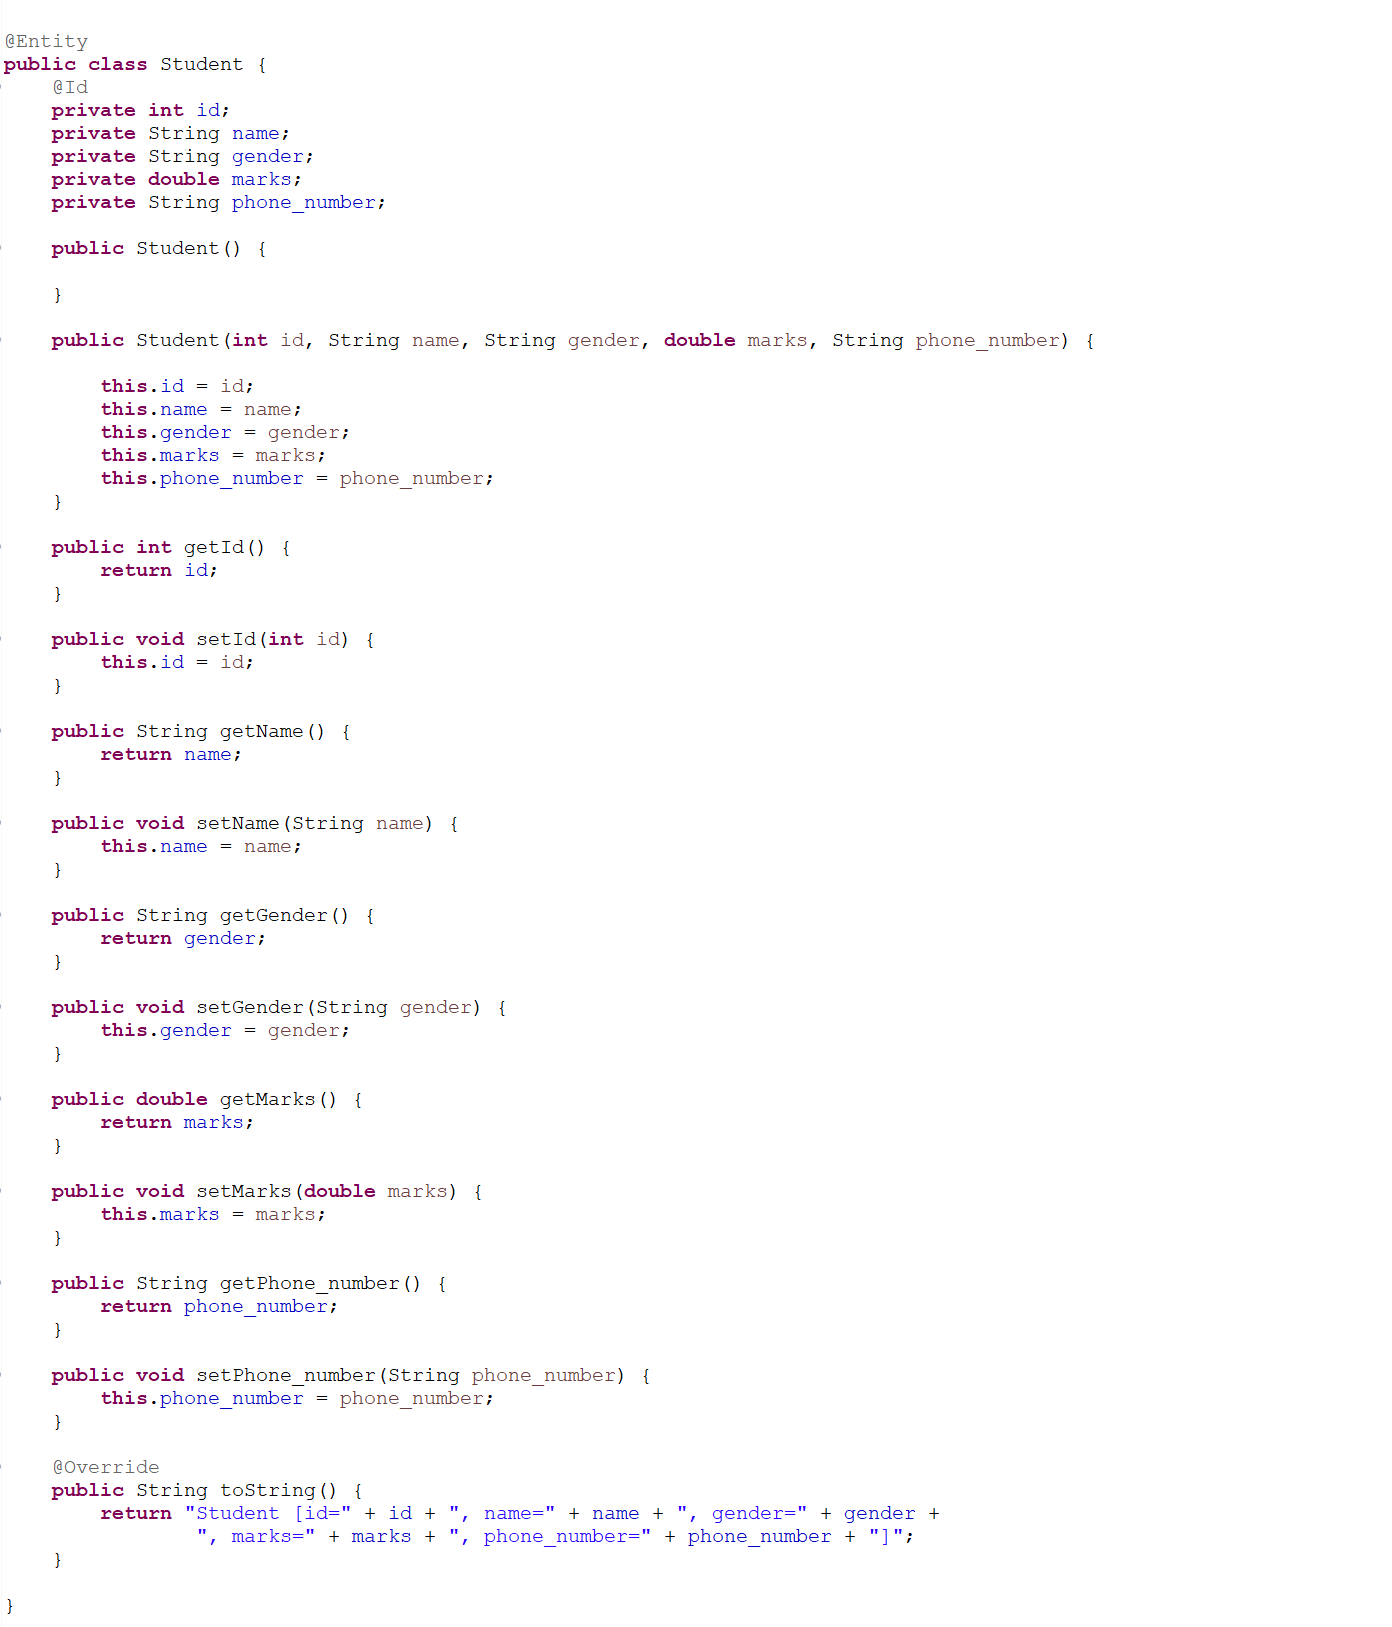 @Entity
public class Student {
    @Id
    private int id;
    private String name;
    private String gender;
    private double marks;
    private String phone_number;

    public Student() {

    }

    public Student(int id, String name, String gender, double marks, String phone_number) {

        this.id = id;
        this.name = name;
        this.gender = gender;
        this.marks = marks;
        this.phone_number = phone_number;
    }

    public int getId() {
        return id;
    }

    public void setId(int id) {
        this.id = id;
    }

    public String getName() {
        return name;
    }

    public void setName(String name) {
        this.name = name;
    }

    public String getGender() {
        return gender;
    }

    public void setGender(String gender) {
        this.gender = gender;
    }

    public double getMarks() {
        return marks;
    }

    public void setMarks(double marks) {
        this.marks = marks;
    }

    public String getPhone_number() {
        return phone_number;
    }

    public void setPhone_number(String phone_number) {
        this.phone_number = phone_number;
    }

    @Override
    public String toString() {
        return "Student [id=" + id + ", name=" + name + ", gender=" + gender +
                ", marks=" + marks + ", phone_number=" + phone_number + "]";
    }

}